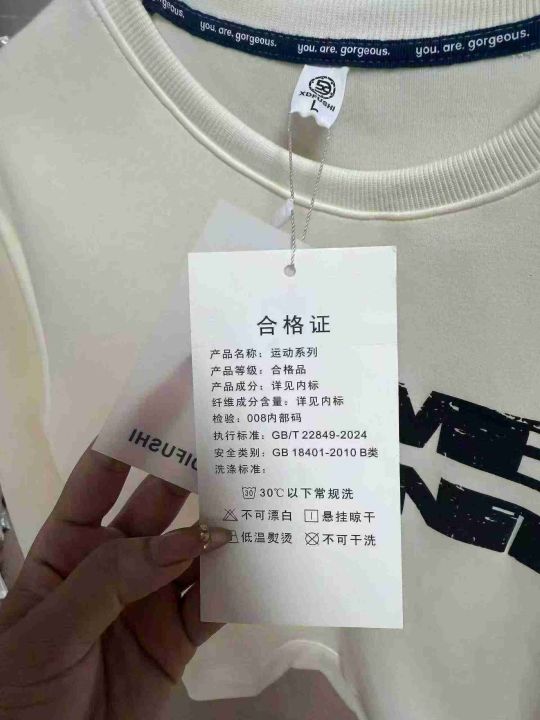 you. are. gorgeous.
you. are. gorgeous.
you. are. gorgeous.
XDFUSHI
L
合格证
产品名称：运动系列
产品等级：合格品
产品成分：详见内标
纤维成分含量：详见内标
检验：008内部码
执行标准：GB/T 22849-2024
安全类别：GB 18401-2010 B类
洗涤标准：
30 30℃以下常规洗
不可漂白 悬挂晾干
低温熨烫 不可干洗